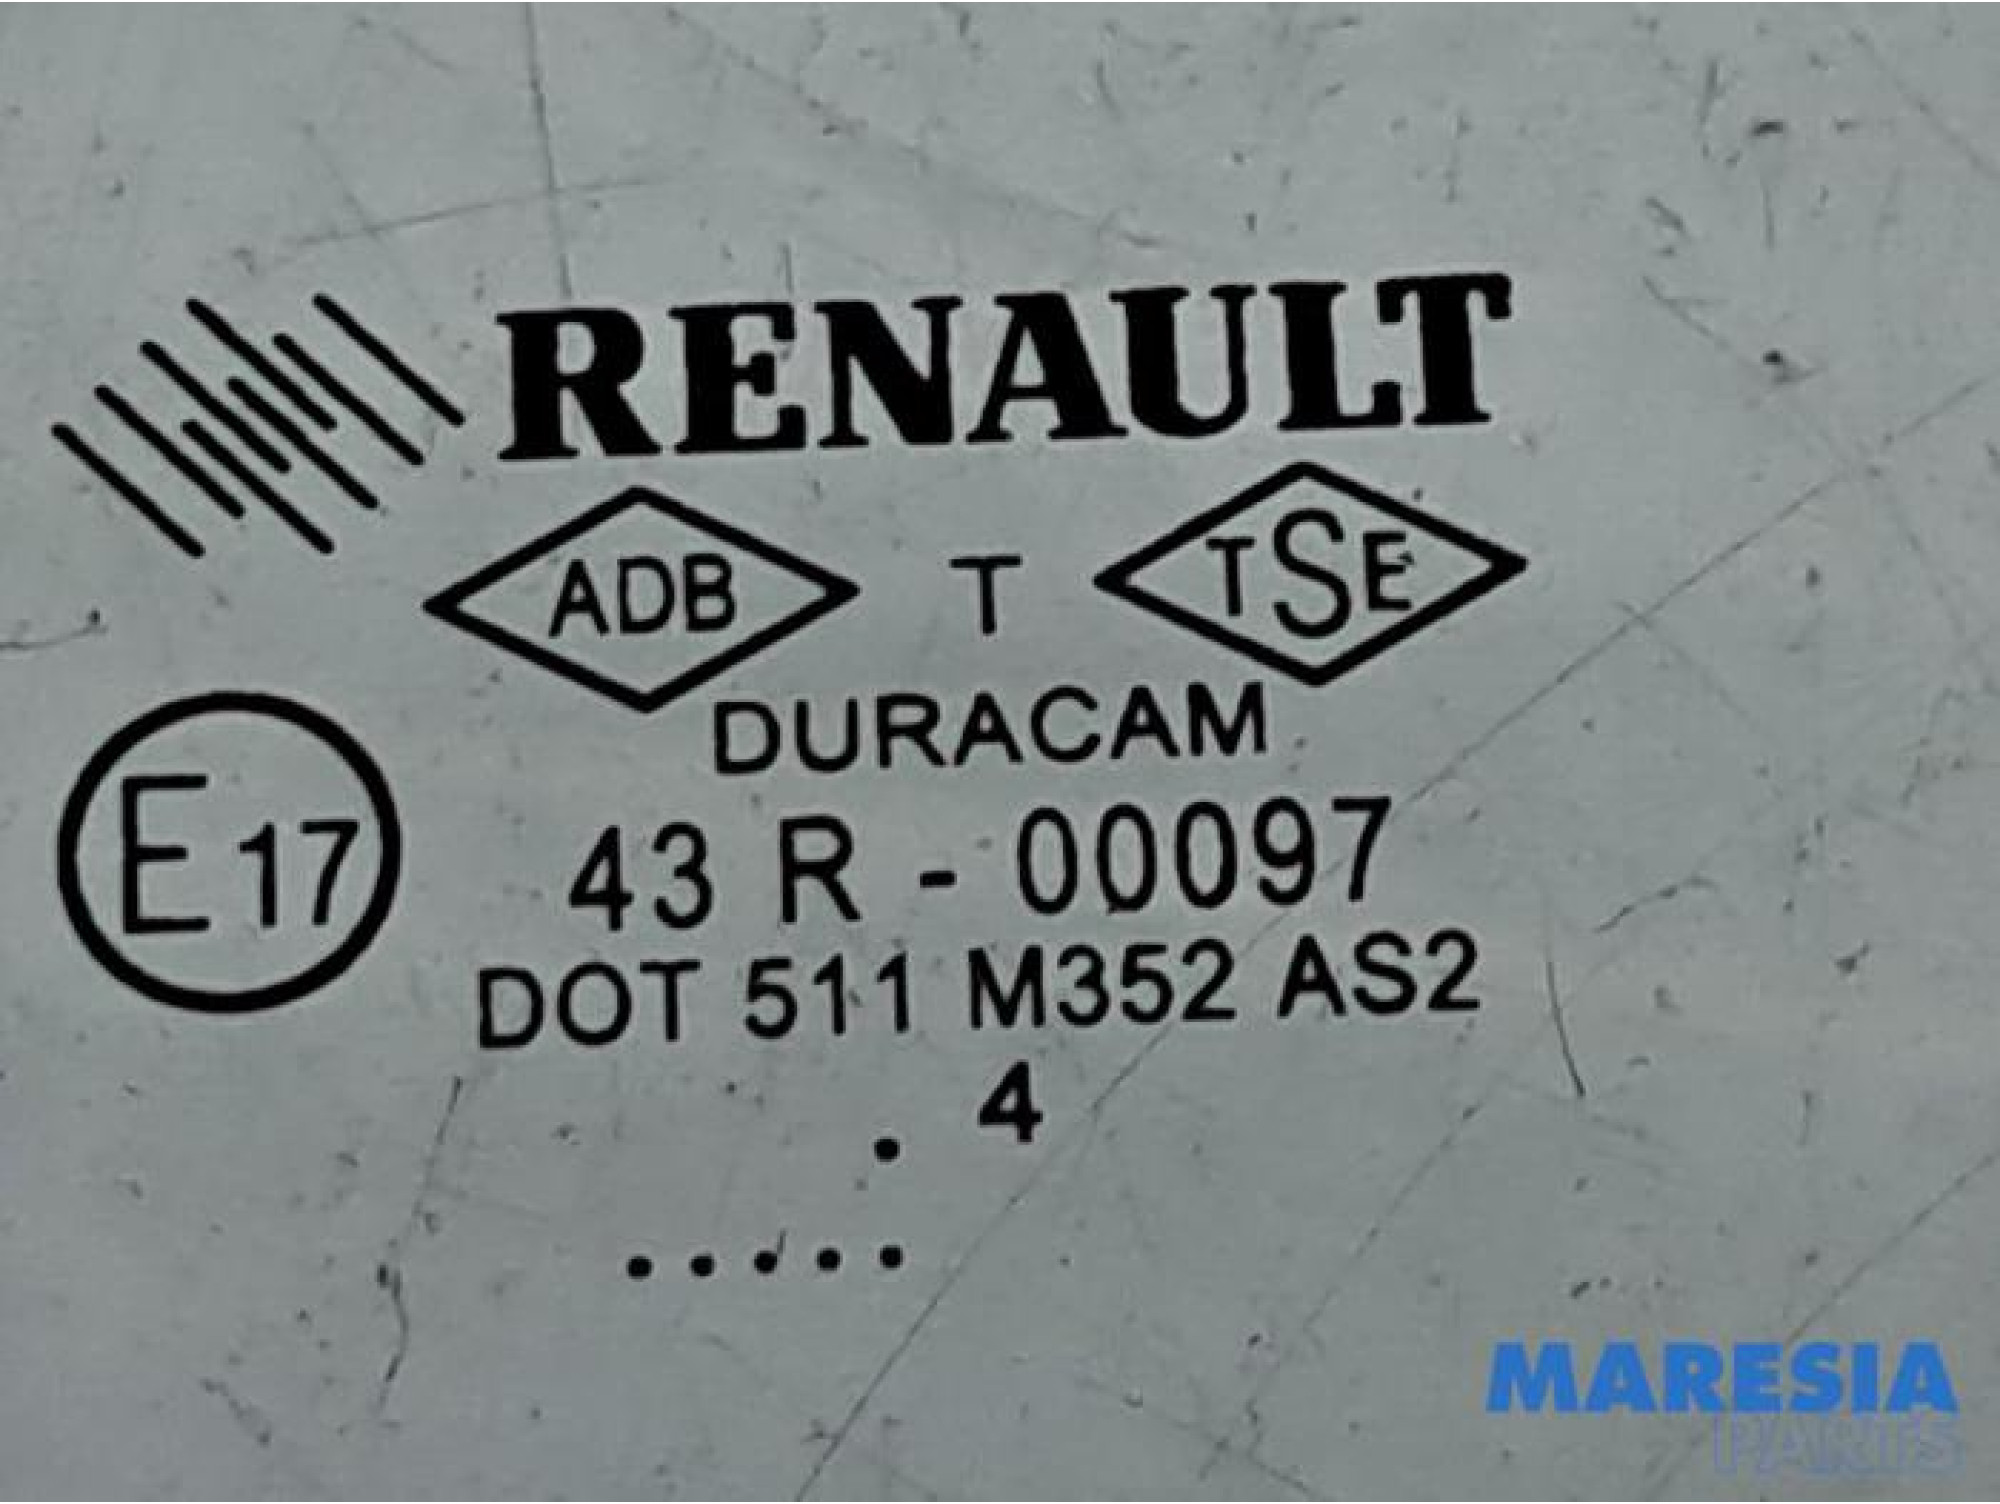 RENAULT
ADB T TSE
DURACAM
E17 43 R - 00097
DOT 511 M352 AS2
. 4
.....
MARESIA
PARTS